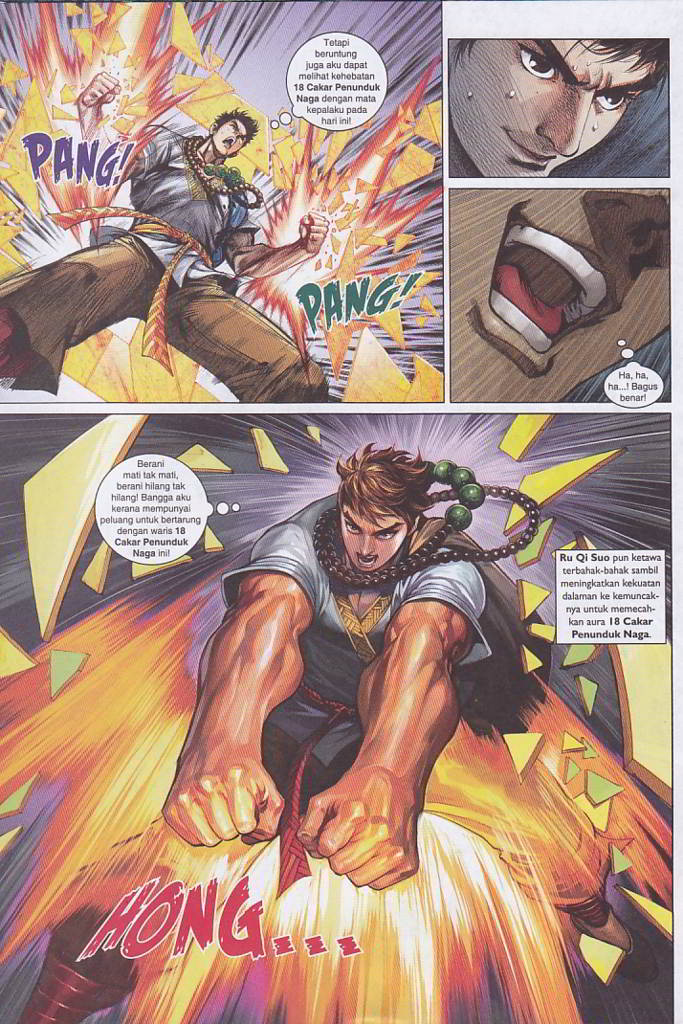 Tetapi
beruntung
juga aku dapat
melihat kehebatan
18 Cakar Penunduk
Naga dengan mata
kepalaku pada
hari ini!
PANG!
PANG!
Ha, ha,
ha...! Bagus
benar!
Berani
mati tak mati,
berani hilang tak
hilang! Bangga aku
kerana mempunyai
peluang untuk bertarung
dengan waris 18
Cakar Penunduk
Naga ini!
Ru Qi Suo pun ketawa
terbahak-bahak sambil
meningkatkan kekuatan
dalaman ke kemuncak-
nya untuk memecah-
kan aura 18 Cakar
Penunduk Naga.
HONG...